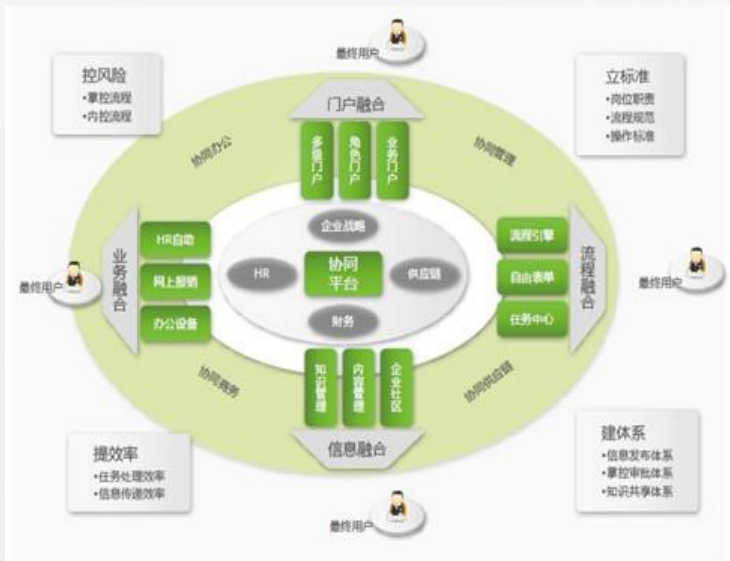 最终用户
控风险
•掌控流程
•内控流程
立标准
•岗位职责
•流程规范
•操作标准
门户融合
协同办公
协同管理
多级门户
角色门户
业务门户
企业战略
业务融合
HR自助
网上报销
办公设备
HR
协同
平台
供应链
流程引擎
自由表单
任务中心
流程融合
最终用户
最终用户
财务
知识管理
内容管理
企业社区
协同商务
协同供应链
信息融合
提效率
•任务处理效率
•信息传递效率
建体系
•信息发布体系
•掌控审批体系
•知识共享体系
最终用户